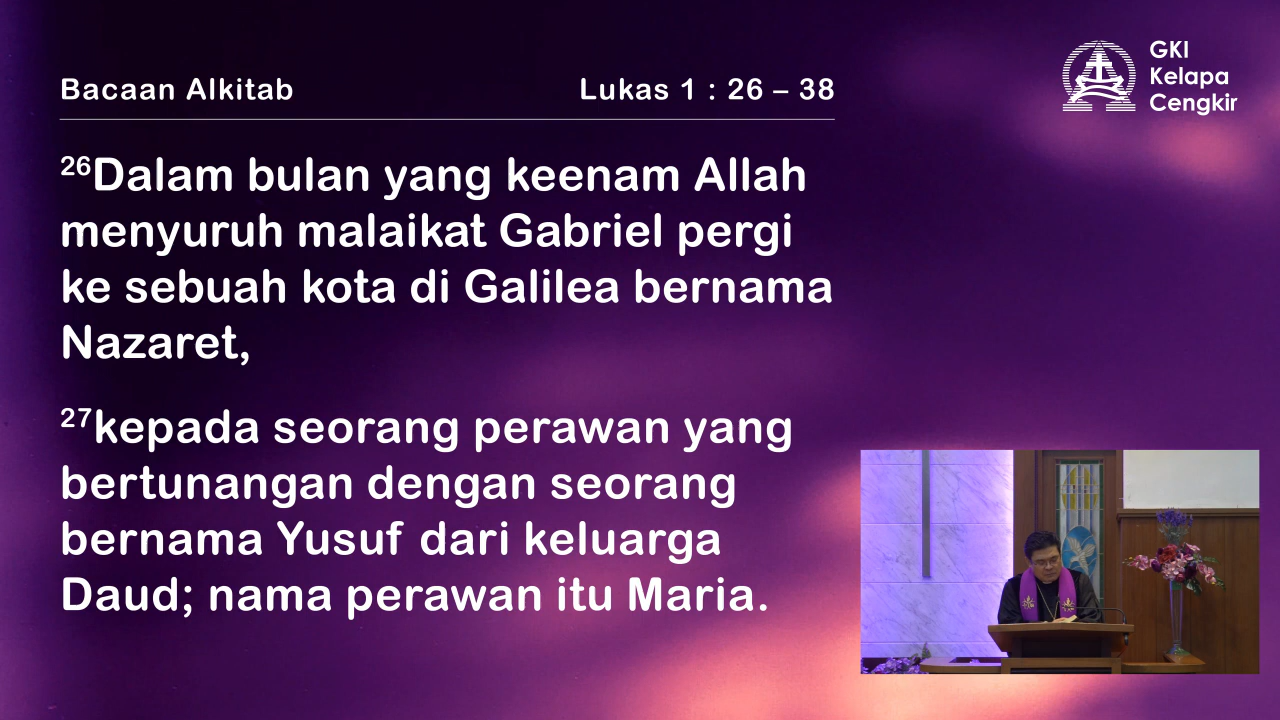 Bacaan Alkitab
Lukas 1 : 26 – 38
GKI
Kelapa
Cengkir
²⁶Dalam bulan yang keenam Allah
menyuruh malaikat Gabriel pergi
ke sebuah kota di Galilea bernama
Nazaret,
²⁷kepada seorang perawan yang
bertunangan dengan seorang
bernama Yusuf dari keluarga
Daud; nama perawan itu Maria.